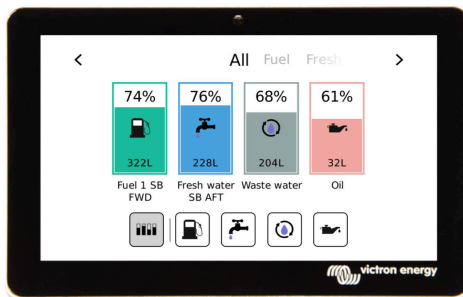 All Fuel Fresh
74% 76% 68% 61%
322L 228L 204L 32L
Fuel 1 SB FWD
Fresh water SB AFT
Waste water
Oil
victron energy